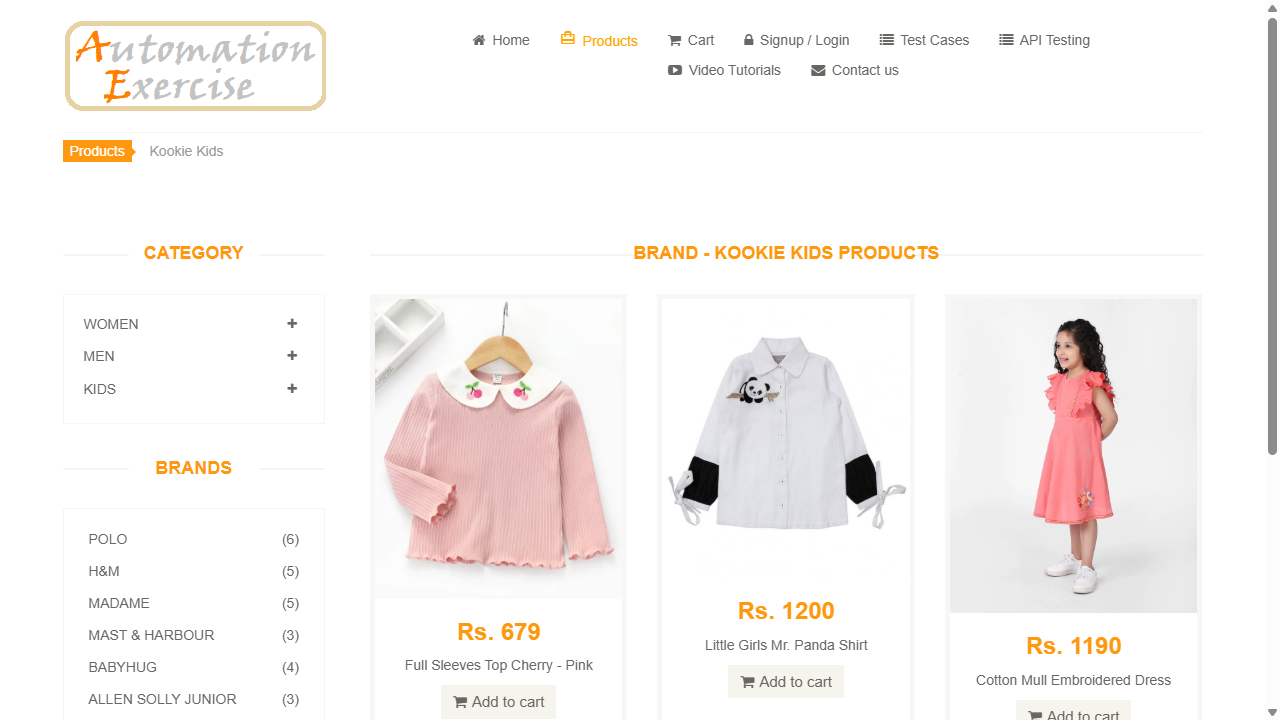 Automation
Exercise
Home
Products
Cart
Signup / Login
Test Cases
API Testing
Video Tutorials
Contact us
Products
Kookie Kids
CATEGORY
WOMEN
MEN
KIDS
BRANDS
POLO (6)
H&M (5)
MADAME (5)
MAST & HARBOUR (3)
BABYHUG (4)
ALLEN SOLLY JUNIOR (3)
BRAND - KOOKIE KIDS PRODUCTS
Rs. 679
Full Sleeves Top Cherry - Pink
Add to cart
Rs. 1200
Little Girls Mr. Panda Shirt
Add to cart
Rs. 1190
Cotton Mull Embroidered Dress
Add to cart